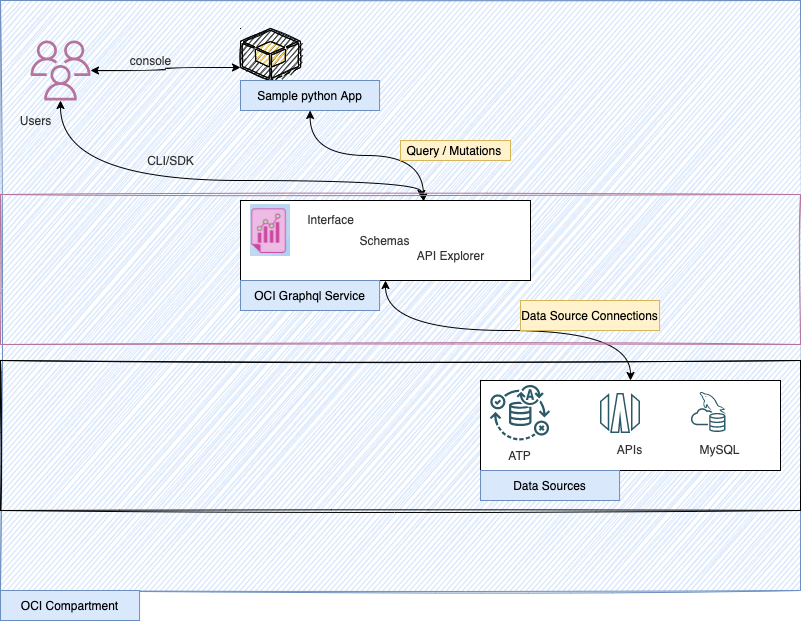 console
Users
Sample python App
Query / Mutations
CLI/SDK
Interface
Schemas
API Explorer
OCI Graphql Service
Data Source Connections
A
ATP
APIs
MySQL
Data Sources
OCI Compartment